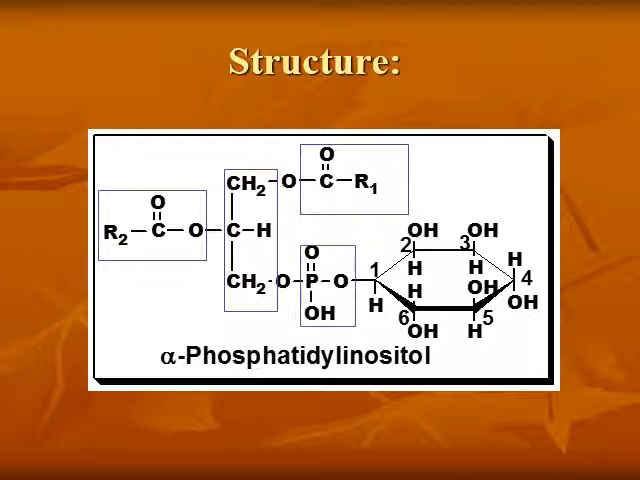 Structure:
O
CH2 O C R1
O
R2 C O C H
O
CH2 O P O 1
OH
OH OH
2 3
H H H
4
H OH OH
H
6 5
OH H
α-Phosphatidylinositol